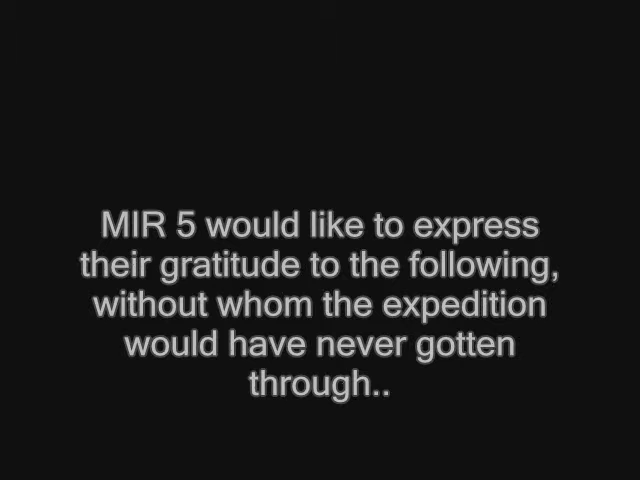 MIR 5 would like to express
their gratitude to the following,
without whom the expedition
would have never gotten
through..